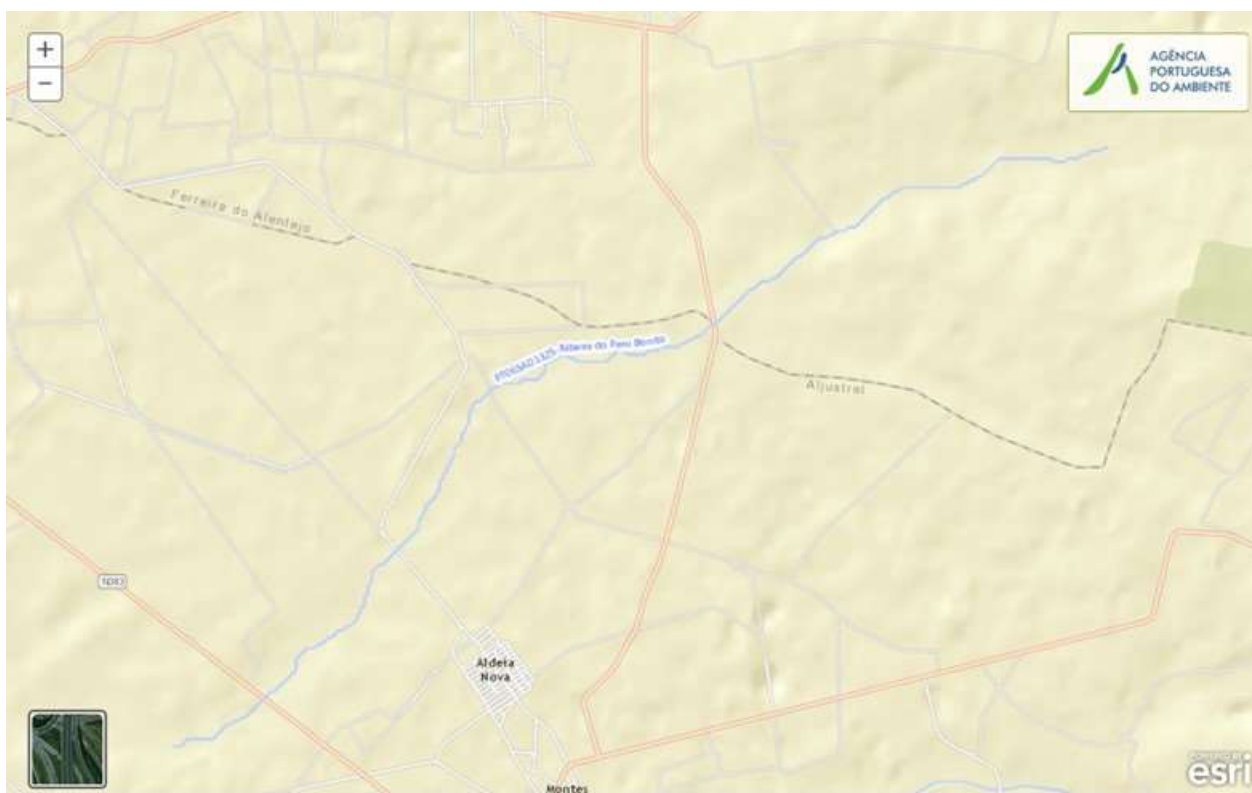 +
−
AGÊNCIA
PORTUGUESA
DO AMBIENTE
Ferreira do Alentejo
Aljustrel
Aldeia
Nova
Montes
esri